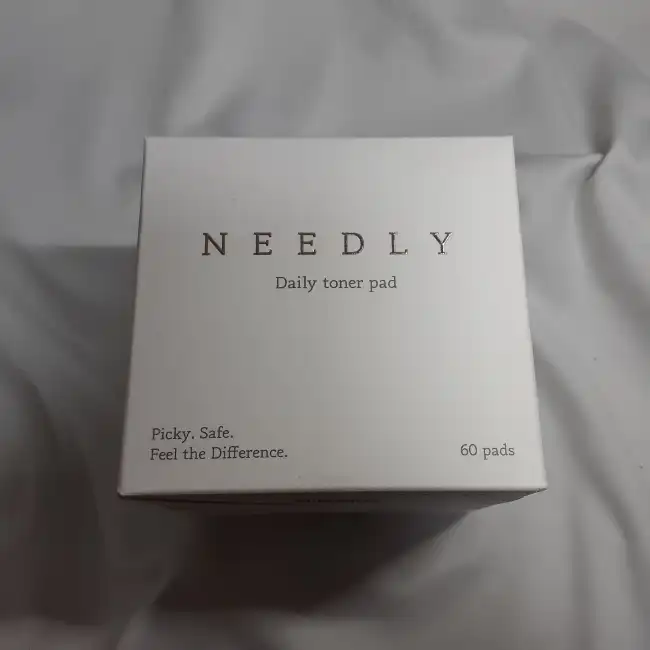 NEEDLY
Daily toner pad
Picky. Safe.
Feel the Difference.
60 pads